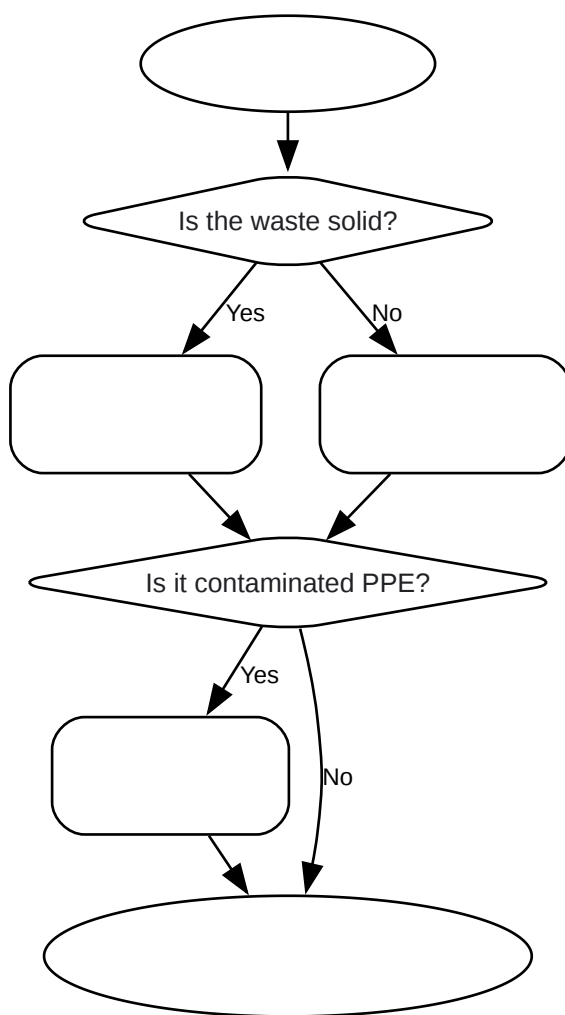 Is the waste solid?
Yes
No
Is it contaminated PPE?
Yes
No